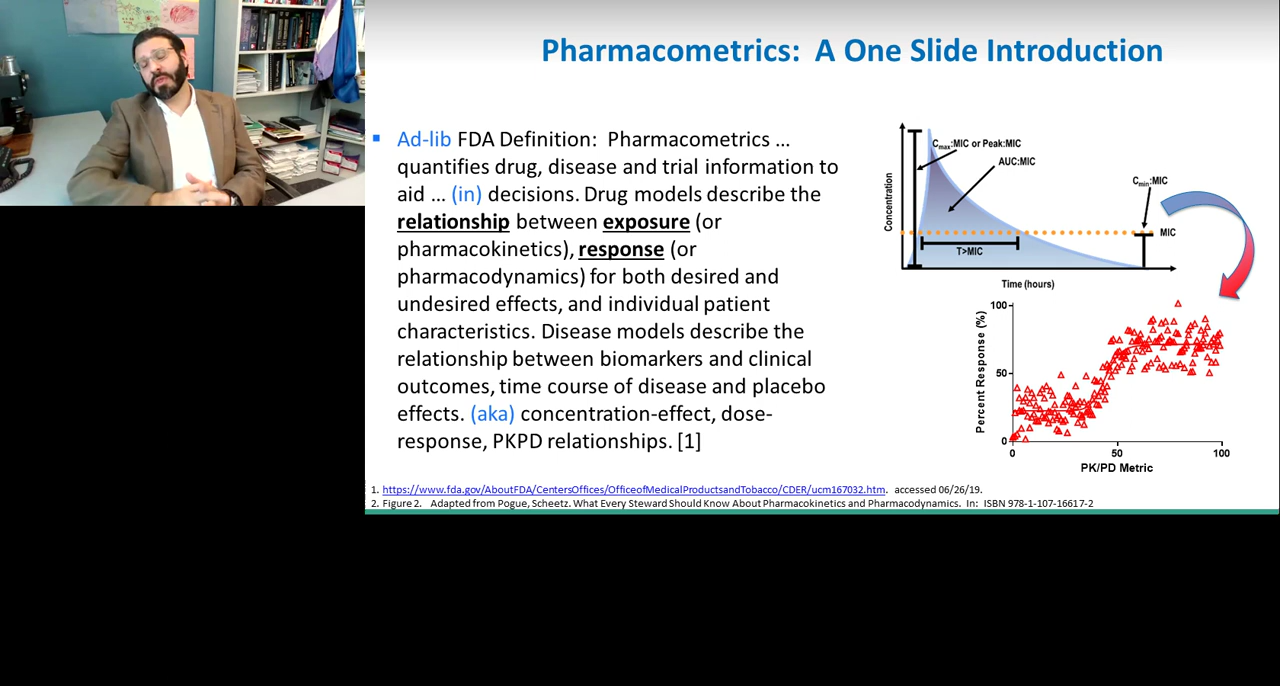 Pharmacometrics: A One Slide Introduction
Ad-lib FDA Definition: Pharmacometrics …
quantifies drug, disease and trial information to
aid … (in) decisions. Drug models describe the
relationship between exposure (or
pharmacokinetics), response (or
pharmacodynamics) for both desired and
undesired effects, and individual patient
characteristics. Disease models describe the
relationship between biomarkers and clinical
outcomes, time course of disease and placebo
effects. (aka) concentration-effect, dose-
response, PKPD relationships. [1]
Concentration
Cmax:MIC or Peak:MIC
AUC:MIC
Cmin:MIC
MIC
T>MIC
Time (hours)
Percent Response (%)
100
50
0
0
50
100
PK/PD Metric
1. https://www.fda.gov/AboutFDA/CentersOffices/OfficeofMedicalProductsandTobacco/CDER/ucm167032.htm. accessed 06/26/19.
2. Figure 2. Adapted from Pogue, Scheetz. What Every Steward Should Know About Pharmacokinetics and Pharmacodynamics. In: ISBN 978-1-107-16617-2